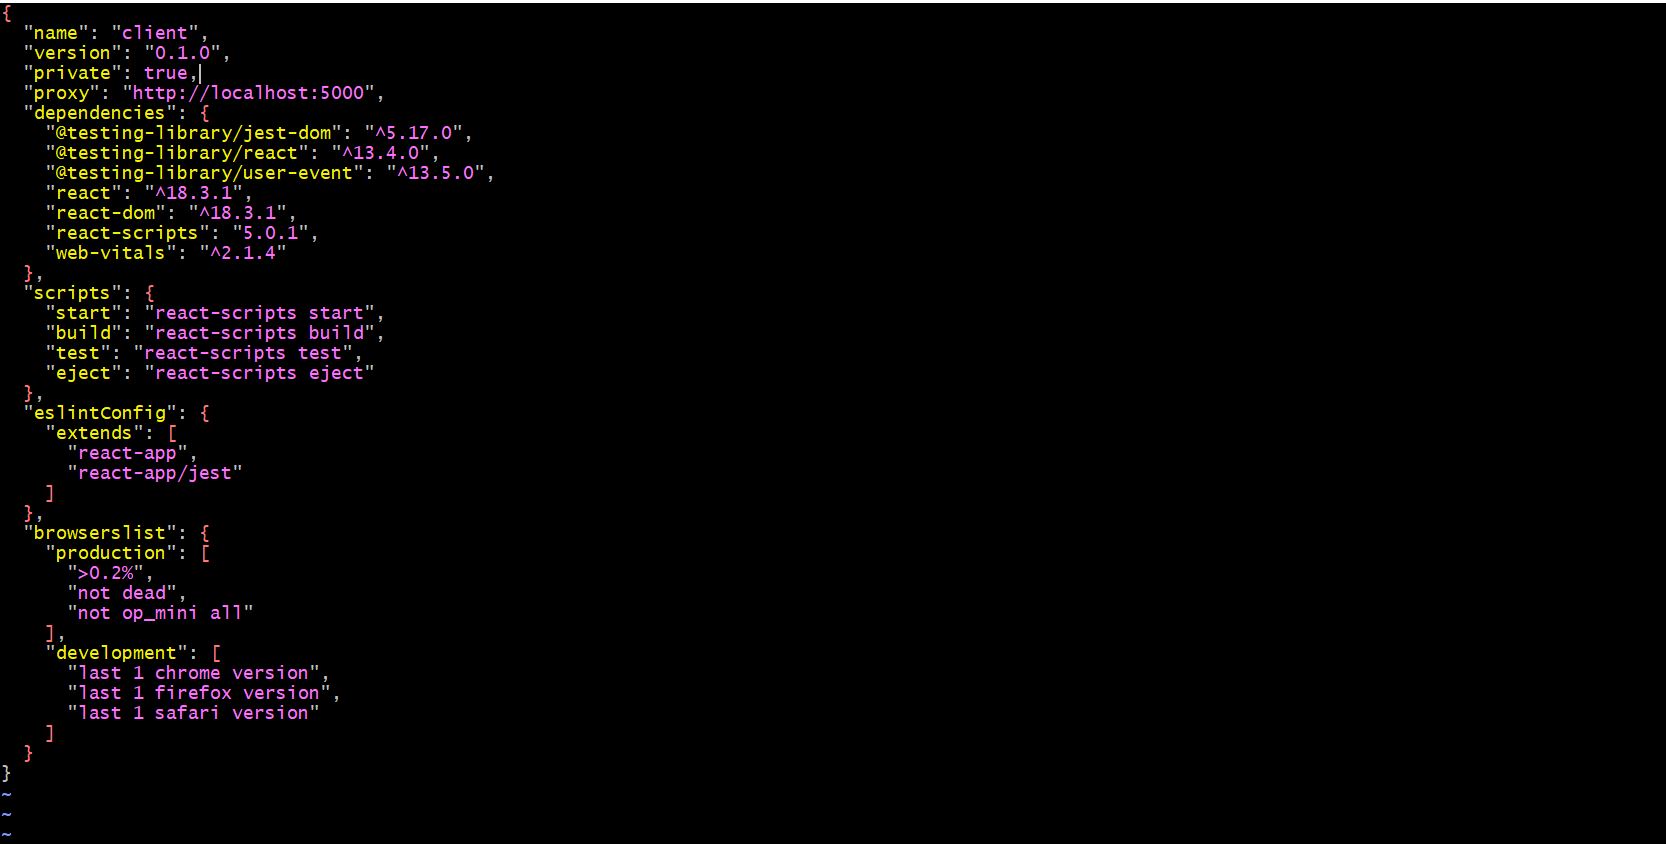 {
  "name": "client",
  "version": "0.1.0",
  "private": true,
  "proxy": "http://localhost:5000",
  "dependencies": {
    "@testing-library/jest-dom": "^5.17.0",
    "@testing-library/react": "^13.4.0",
    "@testing-library/user-event": "^13.5.0",
    "react": "^18.3.1",
    "react-dom": "^18.3.1",
    "react-scripts": "5.0.1",
    "web-vitals": "^2.1.4"
  },
  "scripts": {
    "start": "react-scripts start",
    "build": "react-scripts build",
    "test": "react-scripts test",
    "eject": "react-scripts eject"
  },
  "eslintConfig": {
    "extends": [
      "react-app",
      "react-app/jest"
    ]
  },
  "browserslist": {
    "production": [
      ">0.2%",
      "not dead",
      "not op_mini all"
    ],
    "development": [
      "last 1 chrome version",
      "last 1 firefox version",
      "last 1 safari version"
    ]
  }
}
~
~
~